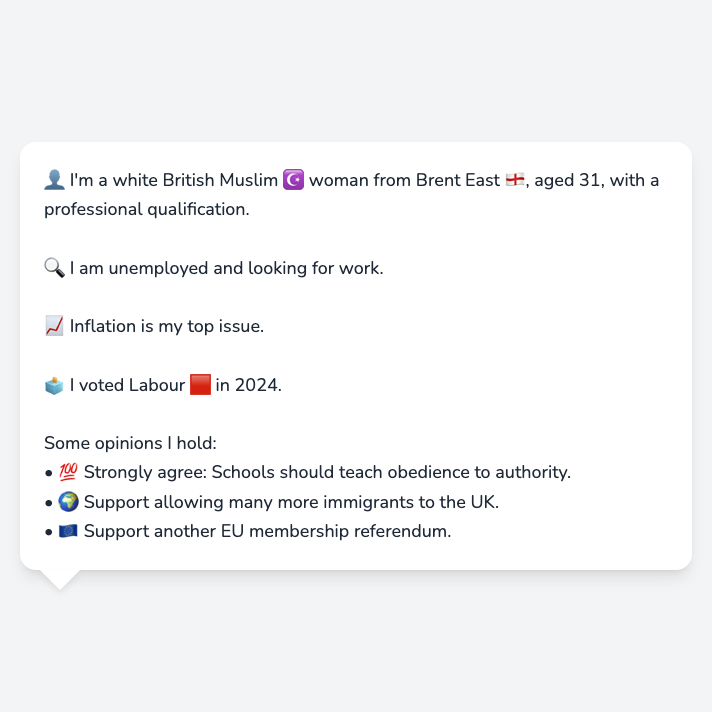 👤 I'm a white British Muslim ☪️ woman from Brent East 🏴󠁧󠁢󠁥󠁮󠁧󠁿, aged 31, with a
professional qualification.
🔍 I am unemployed and looking for work.
📈 Inflation is my top issue.
🗳️ I voted Labour 🟥 in 2024.
Some opinions I hold:
• 💯 Strongly agree: Schools should teach obedience to authority.
• 🌍 Support allowing many more immigrants to the UK.
• 🇪🇺 Support another EU membership referendum.